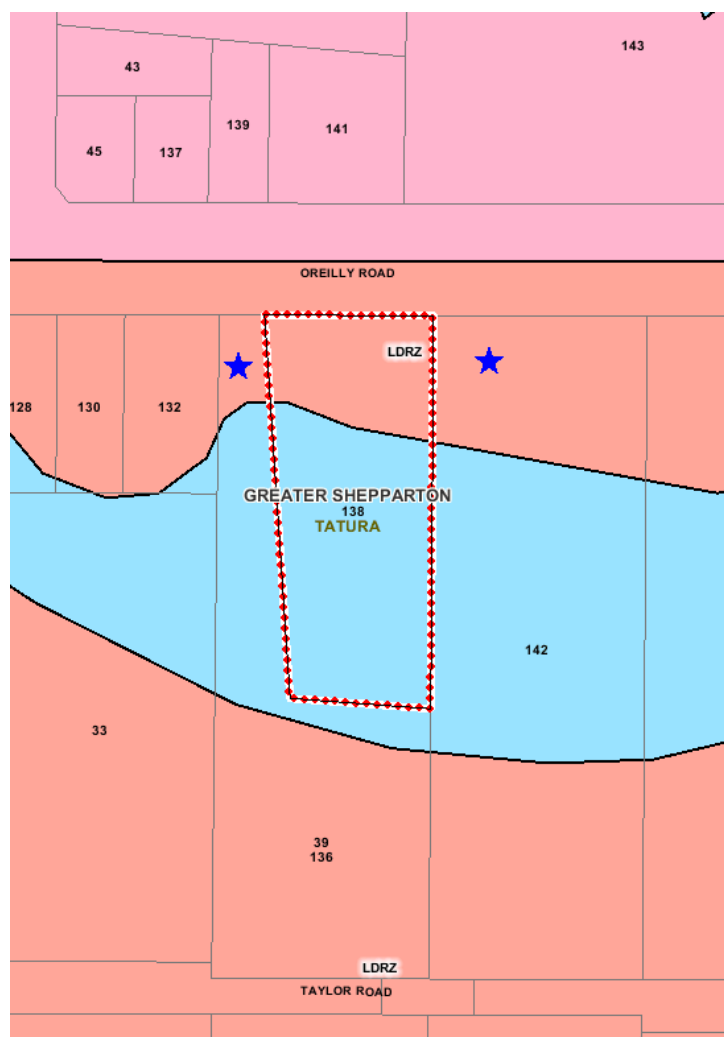 143
43
139
141
45
137
OREILLY ROAD
LDRZ
128
130
132
GREATER SHEPPARTON
138
TATURA
142
33
39
136
LDRZ
TAYLOR ROAD